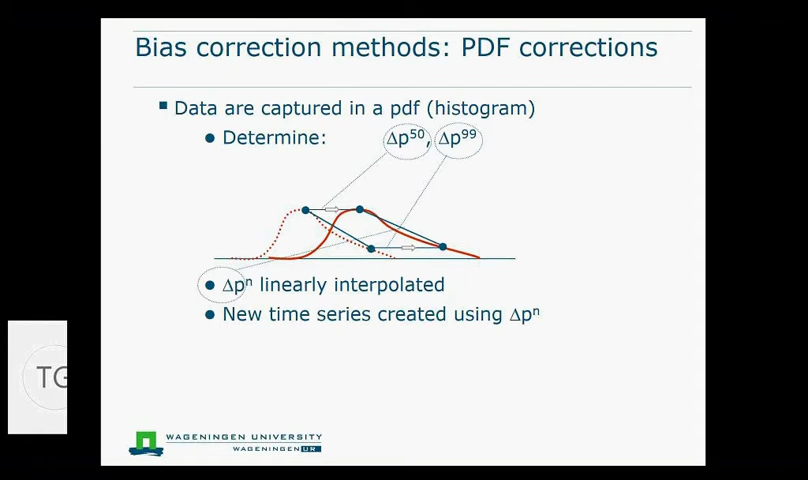 Bias correction methods: PDF corrections
Data are captured in a pdf (histogram)
Determine: Δp50, Δp99
Δpn linearly interpolated
New time series created using Δpn
TG
WAGENINGEN UNIVERSITY
WAGENINGEN UR